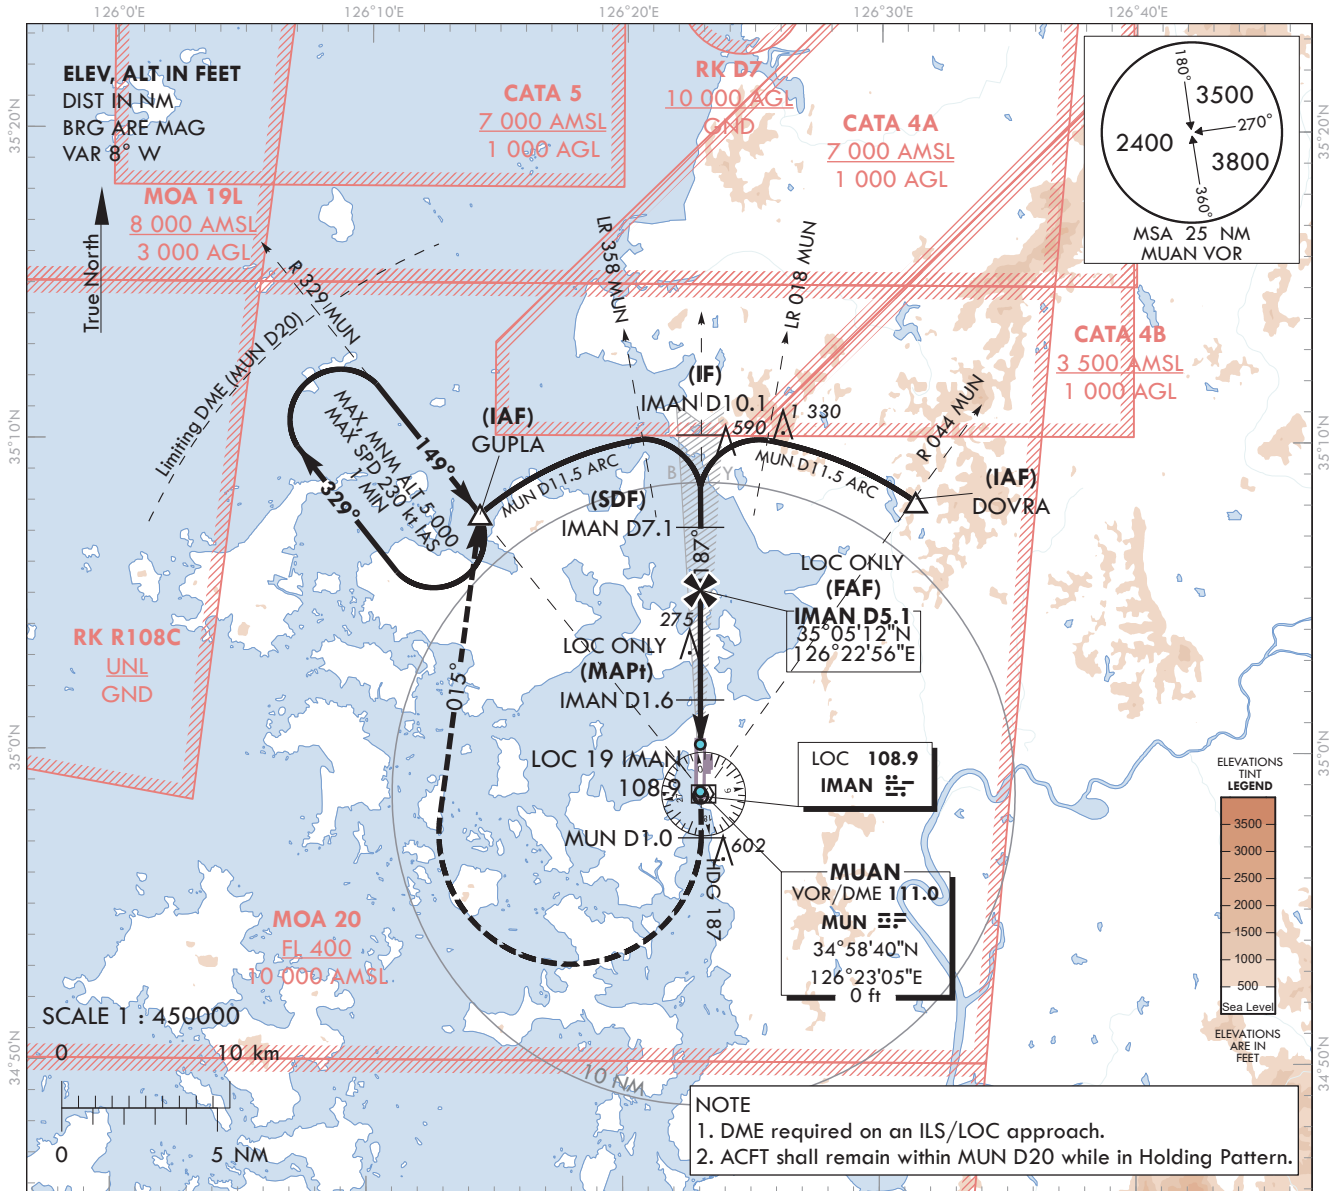 126°0'E
126°10'E
126°20'E
126°30'E
126°40'E
35°20'N
35°10'N
35°0'N
34°50'N
35°20'N
35°10'N
35°0'N
34°50'N
ELEV, ALT IN FEET
DIST IN NM
BRG ARE MAG
VAR 8° W
True North
CATA 5
7 000 AMSL
1 000 AGL
RK D7
10 000 AGL
GND
CATA 4A
7 000 AMSL
1 000 AGL
180°
3500
270°
2400
3800
360°
MSA 25 NM
MUAN VOR
MOA 19L
8 000 AMSL
3 000 AGL
R 329 MUN
Limiting DME (MUN D20)
LR 358 MUN
LR 018 MUN
CATA 4B
3 500 AMSL
1 000 AGL
R 044 MUN
(IF)
IMAN D10.1
590
1 330
MAX, MNM ALT 5 000
MAX SPD 230 kt IAS
1 MIN
149°
329°
(IAF)
GUPLA
MUN D11.5 ARC
MUN D11.5 ARC
B
Y
(IAF)
DOVRA
(SDF)
IMAN D7.1
187°
LOC ONLY
(FAF)
IMAN D5.1
35°05'12"N
126°22'56"E
275
LOC ONLY
(MAPt)
IMAN D1.6
015°
RK R108C
UNL
GND
LOC 19 IMAN
108.9
LOC 108.9
IMAN
MUN D1.0
602
HDG 187
MUAN
VOR/DME 111.0
MUN
34°58'40"N
126°23'05"E
0 ft
MOA 20
FL 400
10 000 AMSL
ELEVATIONS
TINT
LEGEND
3500
3000
2500
2000
1500
1000
500
Sea Level
ELEVATIONS
ARE IN
FEET
SCALE 1 : 450000
0
10 km
0
5 NM
10 NM
NOTE
1. DME required on an ILS/LOC approach.
2. ACFT shall remain within MUN D20 while in Holding Pattern.